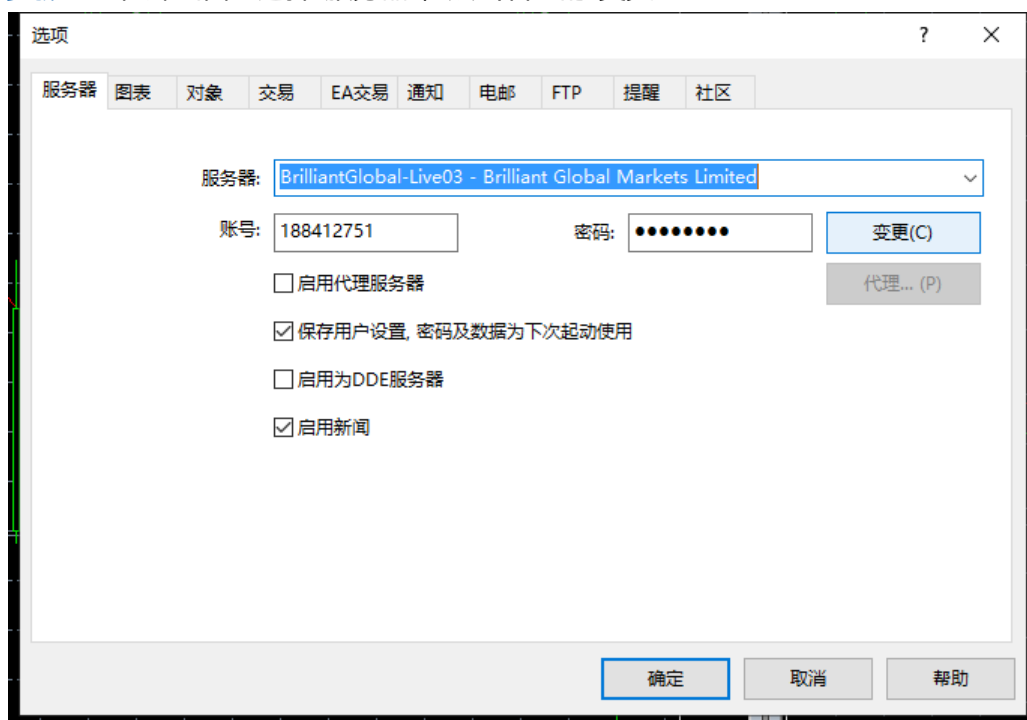 选项
?
服务器 图表 对象 交易 EA交易 通知 电邮 FTP 提醒 社区
服务器: BrilliantGlobal-Live03 - Brilliant Global Markets Limited
账号: 188412751 密码: ●●●●●●●● 变更(C)
启用代理服务器 代理... (P)
保存用户设置, 密码及数据为下次起动使用
启用为DDE服务器
启用新闻
确定 取消 帮助